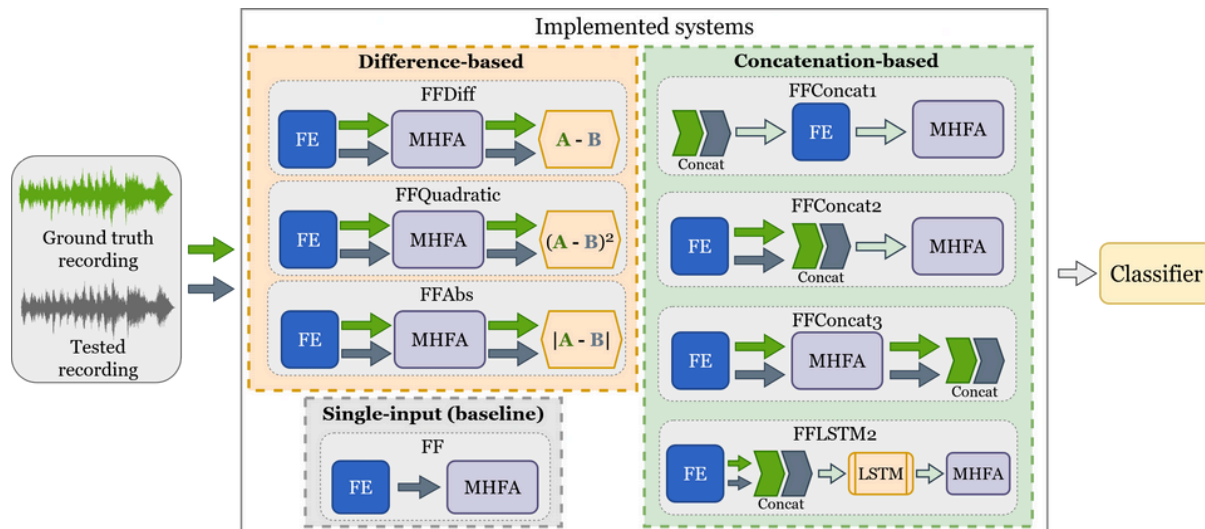 Implemented systems
Difference-based
FFDiff
FE
MHFA
A - B
FFQuadratic
FE
MHFA
(A - B)²
FFAbs
FE
MHFA
|A - B|
Single-input (baseline)
FF
FE
MHFA
Concatenation-based
FFConcat1
Concat
FE
MHFA
FFConcat2
FE
Concat
MHFA
FFConcat3
FE
MHFA
Concat
FFLSTM2
FE
Concat
LSTM
MHFA
Ground truth
recording
Tested
recording
Classifier